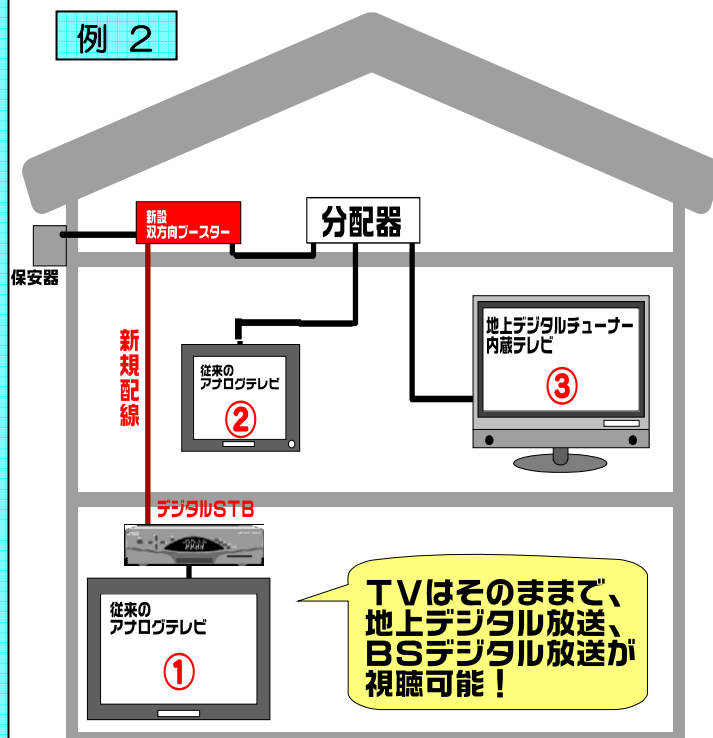 例 2
新設
双方向ブースター
分配器
保安器
新規配線
従来の
アナログテレビ
②
地上デジタルチューナー
内蔵テレビ
③
デジタルSTB
従来の
アナログテレビ
①
TVはそのままで、
地上デジタル放送、
BSデジタル放送が
視聴可能!